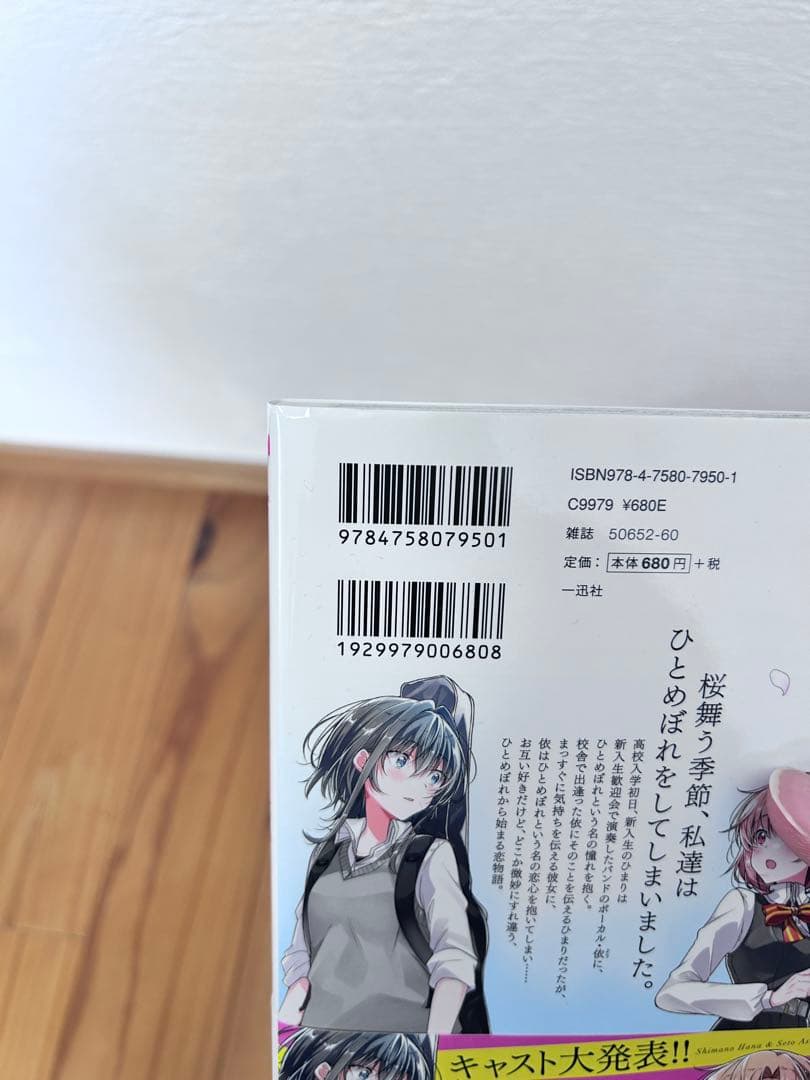 9784758079501
1929979006808
ISBN978-4-7580-7950-1
C9979 ¥680E
雑誌 50652-60
定価：本体680円+税
一迅社
桜舞う季節、私達は
ひとめぼれをしてしまいました。
高校入学初日、新入生のひまりは
新入生歓迎会で演奏したバンドのボーカル・依に、
ひとめぼれという名の憧れを抱く。
校舎で出逢った依にそのことを伝えるひまりだったが、
まっすぐに気持ちを伝える彼女に、
依はひとめぼれという名の恋心を抱いてしまい……
お互い好きだけど、どこか微妙にすれ違う、
ひとめぼれから始まる恋物語。
キャスト大発表!!
Shimano Hana & Seto As